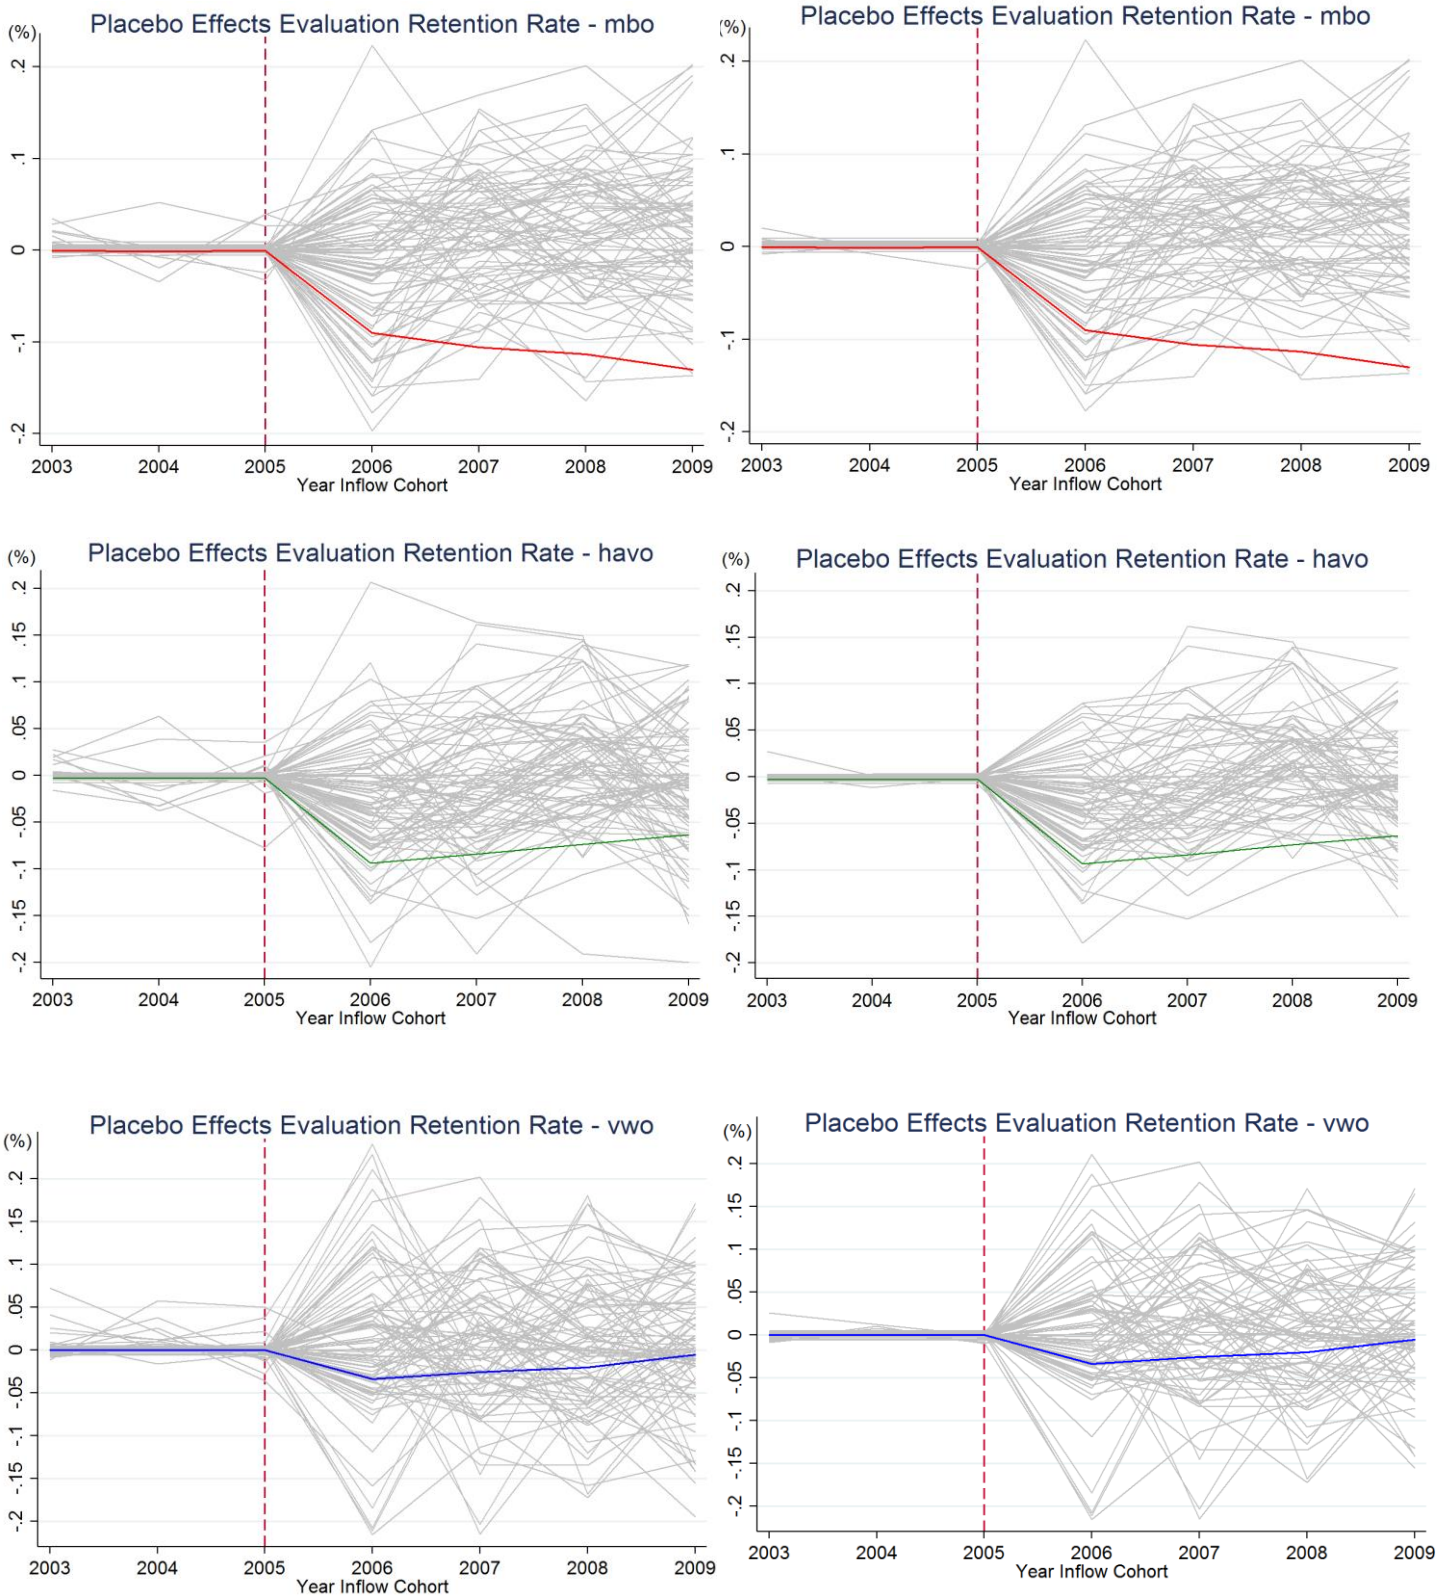 Placebo Effects Evaluation Retention Rate - mbo
(%)
.2
.1
0
-.1
-.2
2003 2004 2005 2006 2007 2008 2009
Year Inflow Cohort
Placebo Effects Evaluation Retention Rate - mbo
(%)
.2
.1
0
-.1
-.2
2003 2004 2005 2006 2007 2008 2009
Year Inflow Cohort
Placebo Effects Evaluation Retention Rate - havo
(%)
.2
.15
.1
.05
0
-.05
-.1
-.15
-.2
2003 2004 2005 2006 2007 2008 2009
Year Inflow Cohort
Placebo Effects Evaluation Retention Rate - havo
(%)
.2
.15
.1
.05
0
-.05
-.1
-.15
-.2
2003 2004 2005 2006 2007 2008 2009
Year Inflow Cohort
Placebo Effects Evaluation Retention Rate - vwo
(%)
.2
.15
.1
.05
0
-.05
-.1
-.15
-.2
2003 2004 2005 2006 2007 2008 2009
Year Inflow Cohort
Placebo Effects Evaluation Retention Rate - vwo
(%)
.2
.15
.1
.05
0
-.05
-.1
-.15
-.2
2003 2004 2005 2006 2007 2008 2009
Year Inflow Cohort